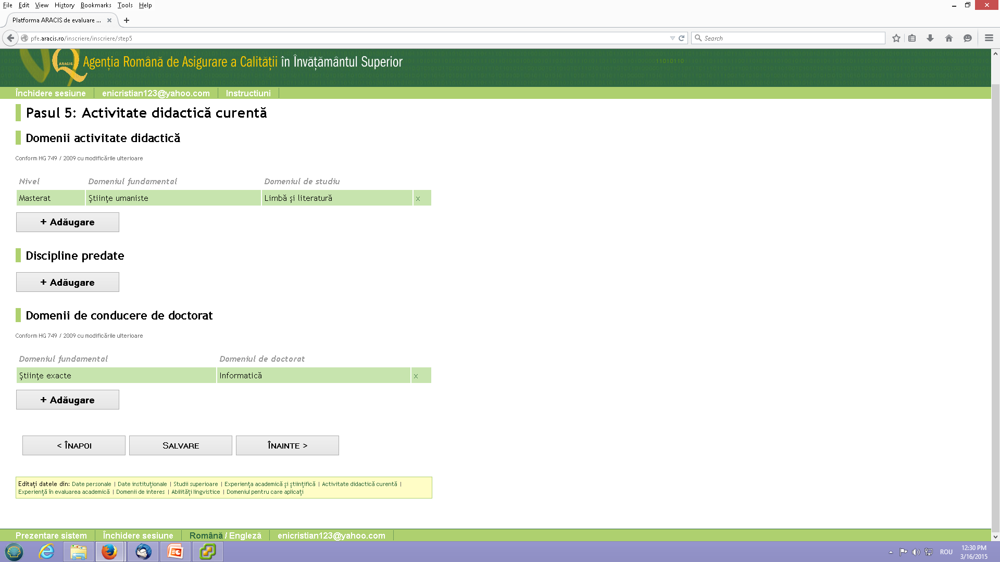 File Edit View History Bookmarks Tools Help
Platforma ARACIS de evaluare ... × +
pfe.aracis.ro/inscriere/inscriere/step5
Search
ARACIS
Agenția Română de Asigurare a Calității în Învățământul Superior
11010110
Închidere sesiune
enicristian123@yahoo.com
Instructiuni
Pasul 5: Activitate didactică curentă
Domenii activitate didactică
Conform HG 749 / 2009 cu modificările ulterioare
Nivel Domeniul fundamental Domeniul de studiu
Masterat Științe umaniste Limbă și literatură x
+ Adăugare
Discipline predate
+ Adăugare
Domenii de conducere de doctorat
Conform HG 749 / 2009 cu modificările ulterioare
Domeniul fundamental Domeniul de doctorat
Științe exacte Informatică x
+ Adăugare
< ÎNAPOI SALVARE ÎNAINTE >
Editați datele din: Date personale | Date instituționale | Studii superioare | Experiența academică și științifică | Activitate didactică curentă |
Experiență în evaluarea academică | Domenii de interes | Abilități lingvistice | Domeniul pentru care aplicați
Prezentare sistem
Închidere sesiune
Română / Engleză
enicristian123@yahoo.com
ROU
12:30 PM
3/16/2015